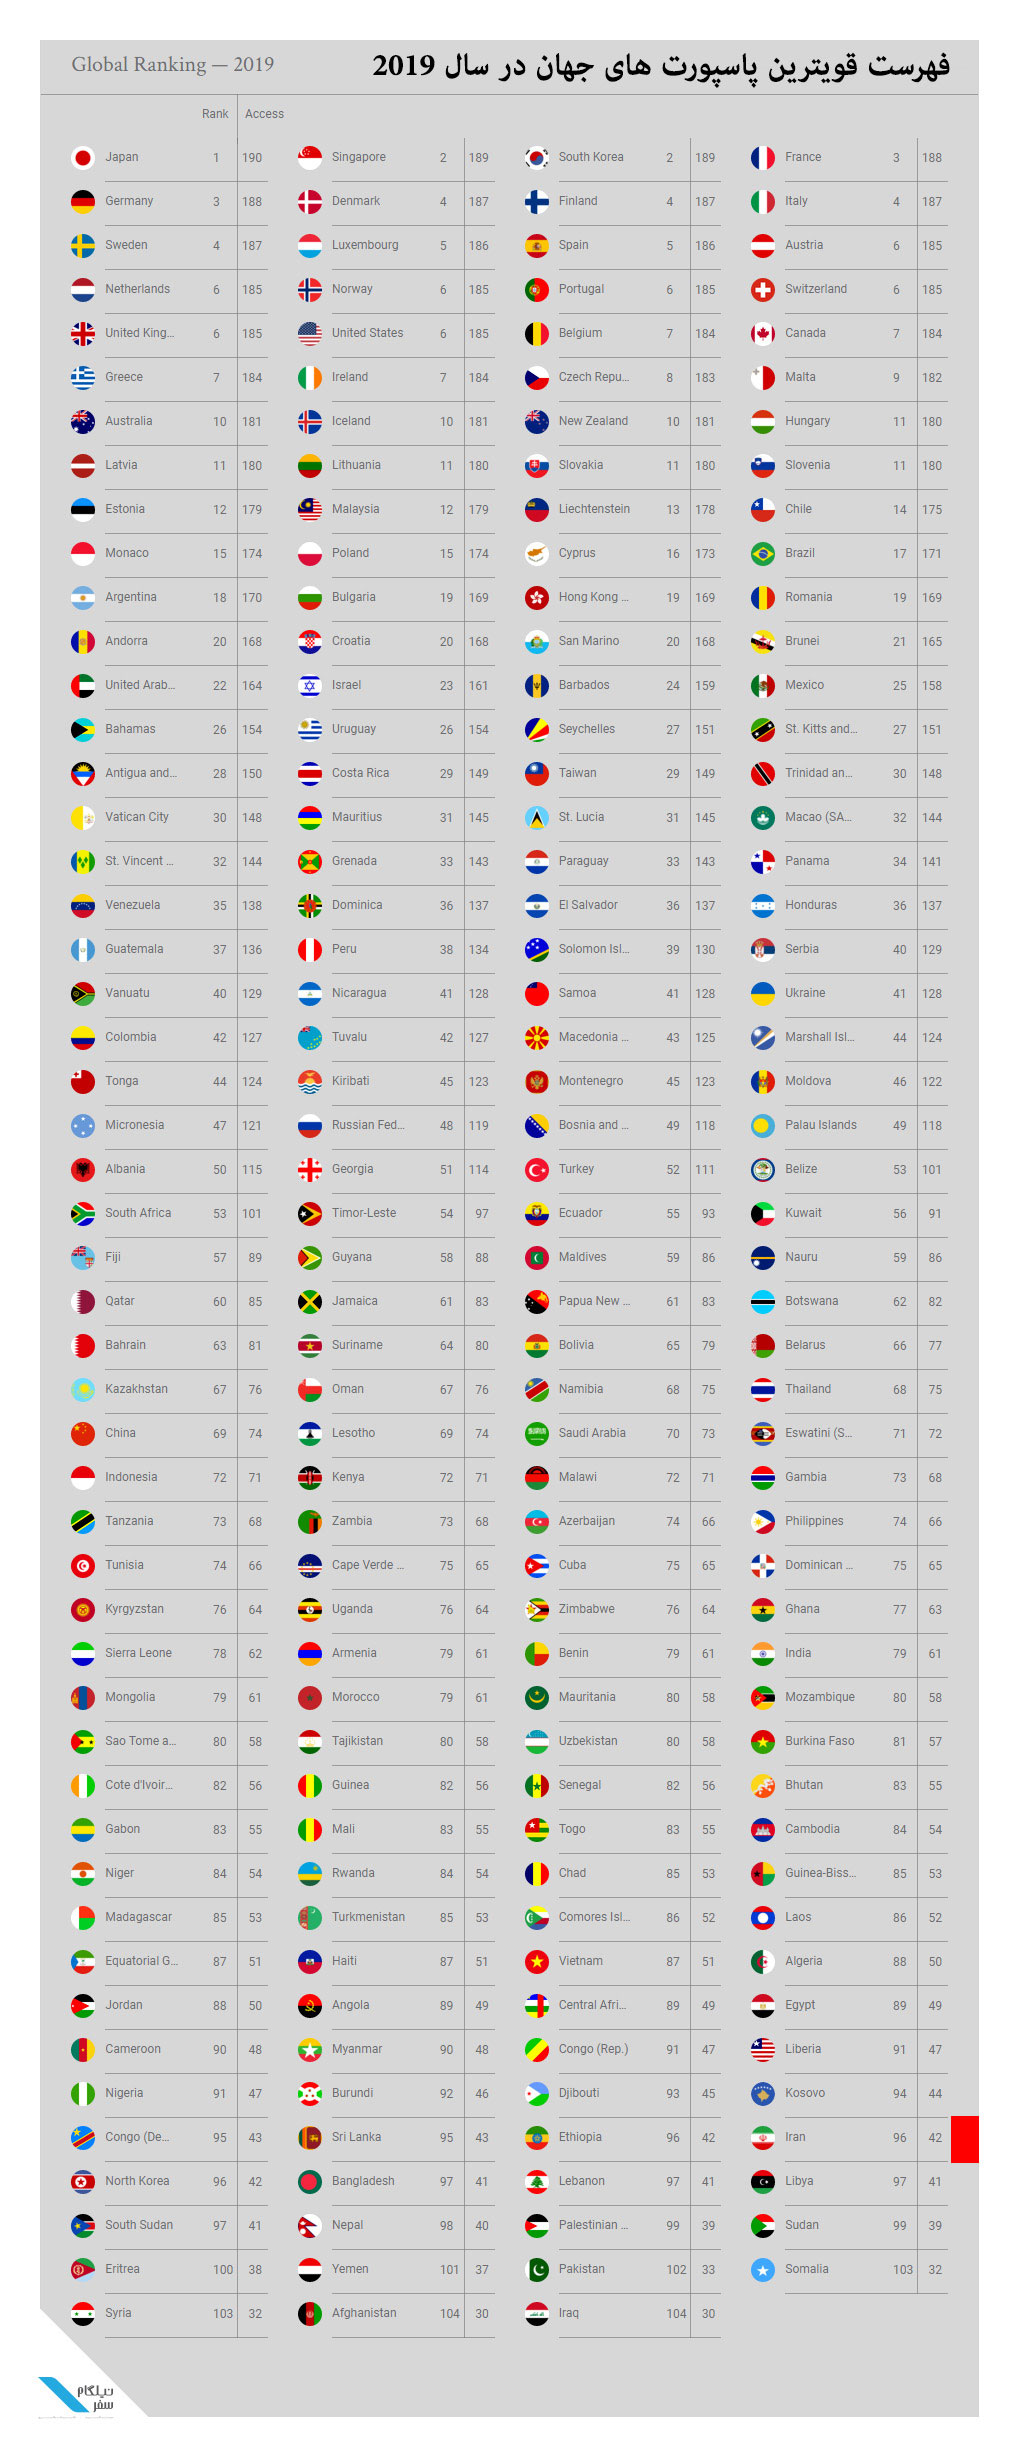 Global Ranking — 2019 فهرست قویترین پاسپورت های جهان در سال 2019
Rank Access
Japan 1 190 Singapore 2 189 South Korea 2 189 France 3 188
Germany 3 188 Denmark 4 187 Finland 4 187 Italy 4 187
Sweden 4 187 Luxembourg 5 186 Spain 5 186 Austria 6 185
Netherlands 6 185 Norway 6 185 Portugal 6 185 Switzerland 6 185
United King... 6 185 United States 6 185 Belgium 7 184 Canada 7 184
Greece 7 184 Ireland 7 184 Czech Repu... 8 183 Malta 9 182
Australia 10 181 Iceland 10 181 New Zealand 10 181 Hungary 11 180
Latvia 11 180 Lithuania 11 180 Slovakia 11 180 Slovenia 11 180
Estonia 12 179 Malaysia 12 179 Liechtenstein 13 178 Chile 14 175
Monaco 15 174 Poland 15 174 Cyprus 16 173 Brazil 17 171
Argentina 18 170 Bulgaria 19 169 Hong Kong ... 19 169 Romania 19 169
Andorra 20 168 Croatia 20 168 San Marino 20 168 Brunei 21 165
United Arab... 22 164 Israel 23 161 Barbados 24 159 Mexico 25 158
Bahamas 26 154 Uruguay 26 154 Seychelles 27 151 St. Kitts and... 27 151
Antigua and... 28 150 Costa Rica 29 149 Taiwan 29 149 Trinidad an... 30 148
Vatican City 30 148 Mauritius 31 145 St. Lucia 31 145 Macao (SA... 32 144
St. Vincent ... 32 144 Grenada 33 143 Paraguay 33 143 Panama 34 141
Venezuela 35 138 Dominica 36 137 El Salvador 36 137 Honduras 36 137
Guatemala 37 136 Peru 38 134 Solomon Isl... 39 130 Serbia 40 129
Vanuatu 40 129 Nicaragua 41 128 Samoa 41 128 Ukraine 41 128
Colombia 42 127 Tuvalu 42 127 Macedonia ... 43 125 Marshall Isl... 44 124
Tonga 44 124 Kiribati 45 123 Montenegro 45 123 Moldova 46 122
Micronesia 47 121 Russian Fed... 48 119 Bosnia and ... 49 118 Palau Islands 49 118
Albania 50 115 Georgia 51 114 Turkey 52 111 Belize 53 101
South Africa 53 101 Timor-Leste 54 97 Ecuador 55 93 Kuwait 56 91
Fiji 57 89 Guyana 58 88 Maldives 59 86 Nauru 59 86
Qatar 60 85 Jamaica 61 83 Papua New ... 61 83 Botswana 62 82
Bahrain 63 81 Suriname 64 80 Bolivia 65 79 Belarus 66 77
Kazakhstan 67 76 Oman 67 76 Namibia 68 75 Thailand 68 75
China 69 74 Lesotho 69 74 Saudi Arabia 70 73 Eswatini (S... 71 72
Indonesia 72 71 Kenya 72 71 Malawi 72 71 Gambia 73 68
Tanzania 73 68 Zambia 73 68 Azerbaijan 74 66 Philippines 74 66
Tunisia 74 66 Cape Verde ... 75 65 Cuba 75 65 Dominican ... 75 65
Kyrgyzstan 76 64 Uganda 76 64 Zimbabwe 76 64 Ghana 77 63
Sierra Leone 78 62 Armenia 79 61 Benin 79 61 India 79 61
Mongolia 79 61 Morocco 79 61 Mauritania 80 58 Mozambique 80 58
Sao Tome a... 80 58 Tajikistan 80 58 Uzbekistan 80 58 Burkina Faso 81 57
Cote d'Ivoir... 82 56 Guinea 82 56 Senegal 82 56 Bhutan 83 55
Gabon 83 55 Mali 83 55 Togo 83 55 Cambodia 84 54
Niger 84 54 Rwanda 84 54 Chad 85 53 Guinea-Biss... 85 53
Madagascar 85 53 Turkmenistan 85 53 Comores Isl... 86 52 Laos 86 52
Equatorial G... 87 51 Haiti 87 51 Vietnam 87 51 Algeria 88 50
Jordan 88 50 Angola 89 49 Central Afri... 89 49 Egypt 89 49
Cameroon 90 48 Myanmar 90 48 Congo (Rep.) 91 47 Liberia 91 47
Nigeria 91 47 Burundi 92 46 Djibouti 93 45 Kosovo 94 44
Congo (De... 95 43 Sri Lanka 95 43 Ethiopia 96 42 Iran 96 42
North Korea 96 42 Bangladesh 97 41 Lebanon 97 41 Libya 97 41
South Sudan 97 41 Nepal 98 40 Palestinian ... 99 39 Sudan 99 39
Eritrea 100 38 Yemen 101 37 Pakistan 102 33 Somalia 103 32
Syria 103 32 Afghanistan 104 30 Iraq 104 30
نیلگام
سفر